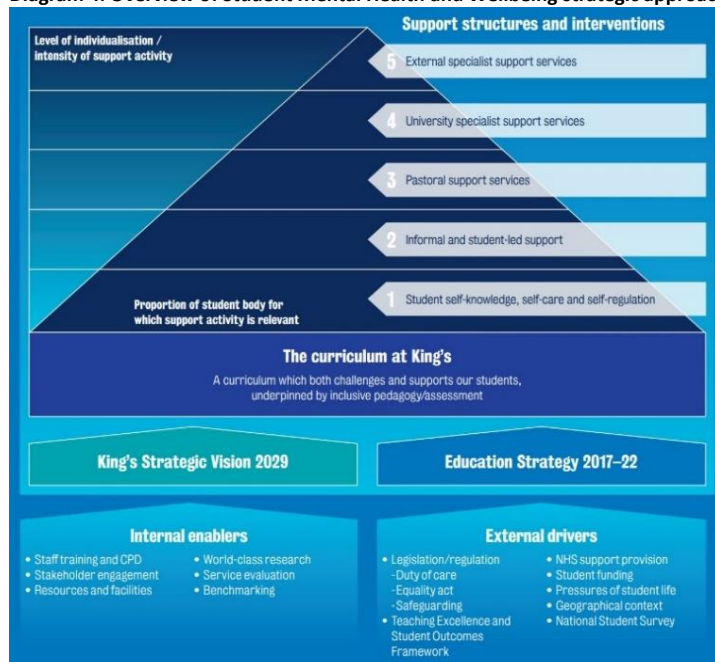 Support structures and interventions
Level of individualisation /
intensity of support activity
5 External specialist support services
4 University specialist support services
3 Pastoral support services
2 Informal and student-led support
1 Student self-knowledge, self-care and self-regulation
Proportion of student body for
which support activity is relevant
The curriculum at King's
A curriculum which both challenges and supports our students,
underpinned by inclusive pedagogy/assessment
King's Strategic Vision 2029
Education Strategy 2017–22
Internal enablers
• Staff training and CPD
• Stakeholder engagement
• Resources and facilities
• World-class research
• Service evaluation
• Benchmarking
External drivers
• Legislation/regulation
-Duty of care
-Equality act
-Safeguarding
• Teaching Excellence and
Student Outcomes
Framework
• NHS support provision
• Student funding
• Pressures of student life
• Geographical context
• National Student Survey